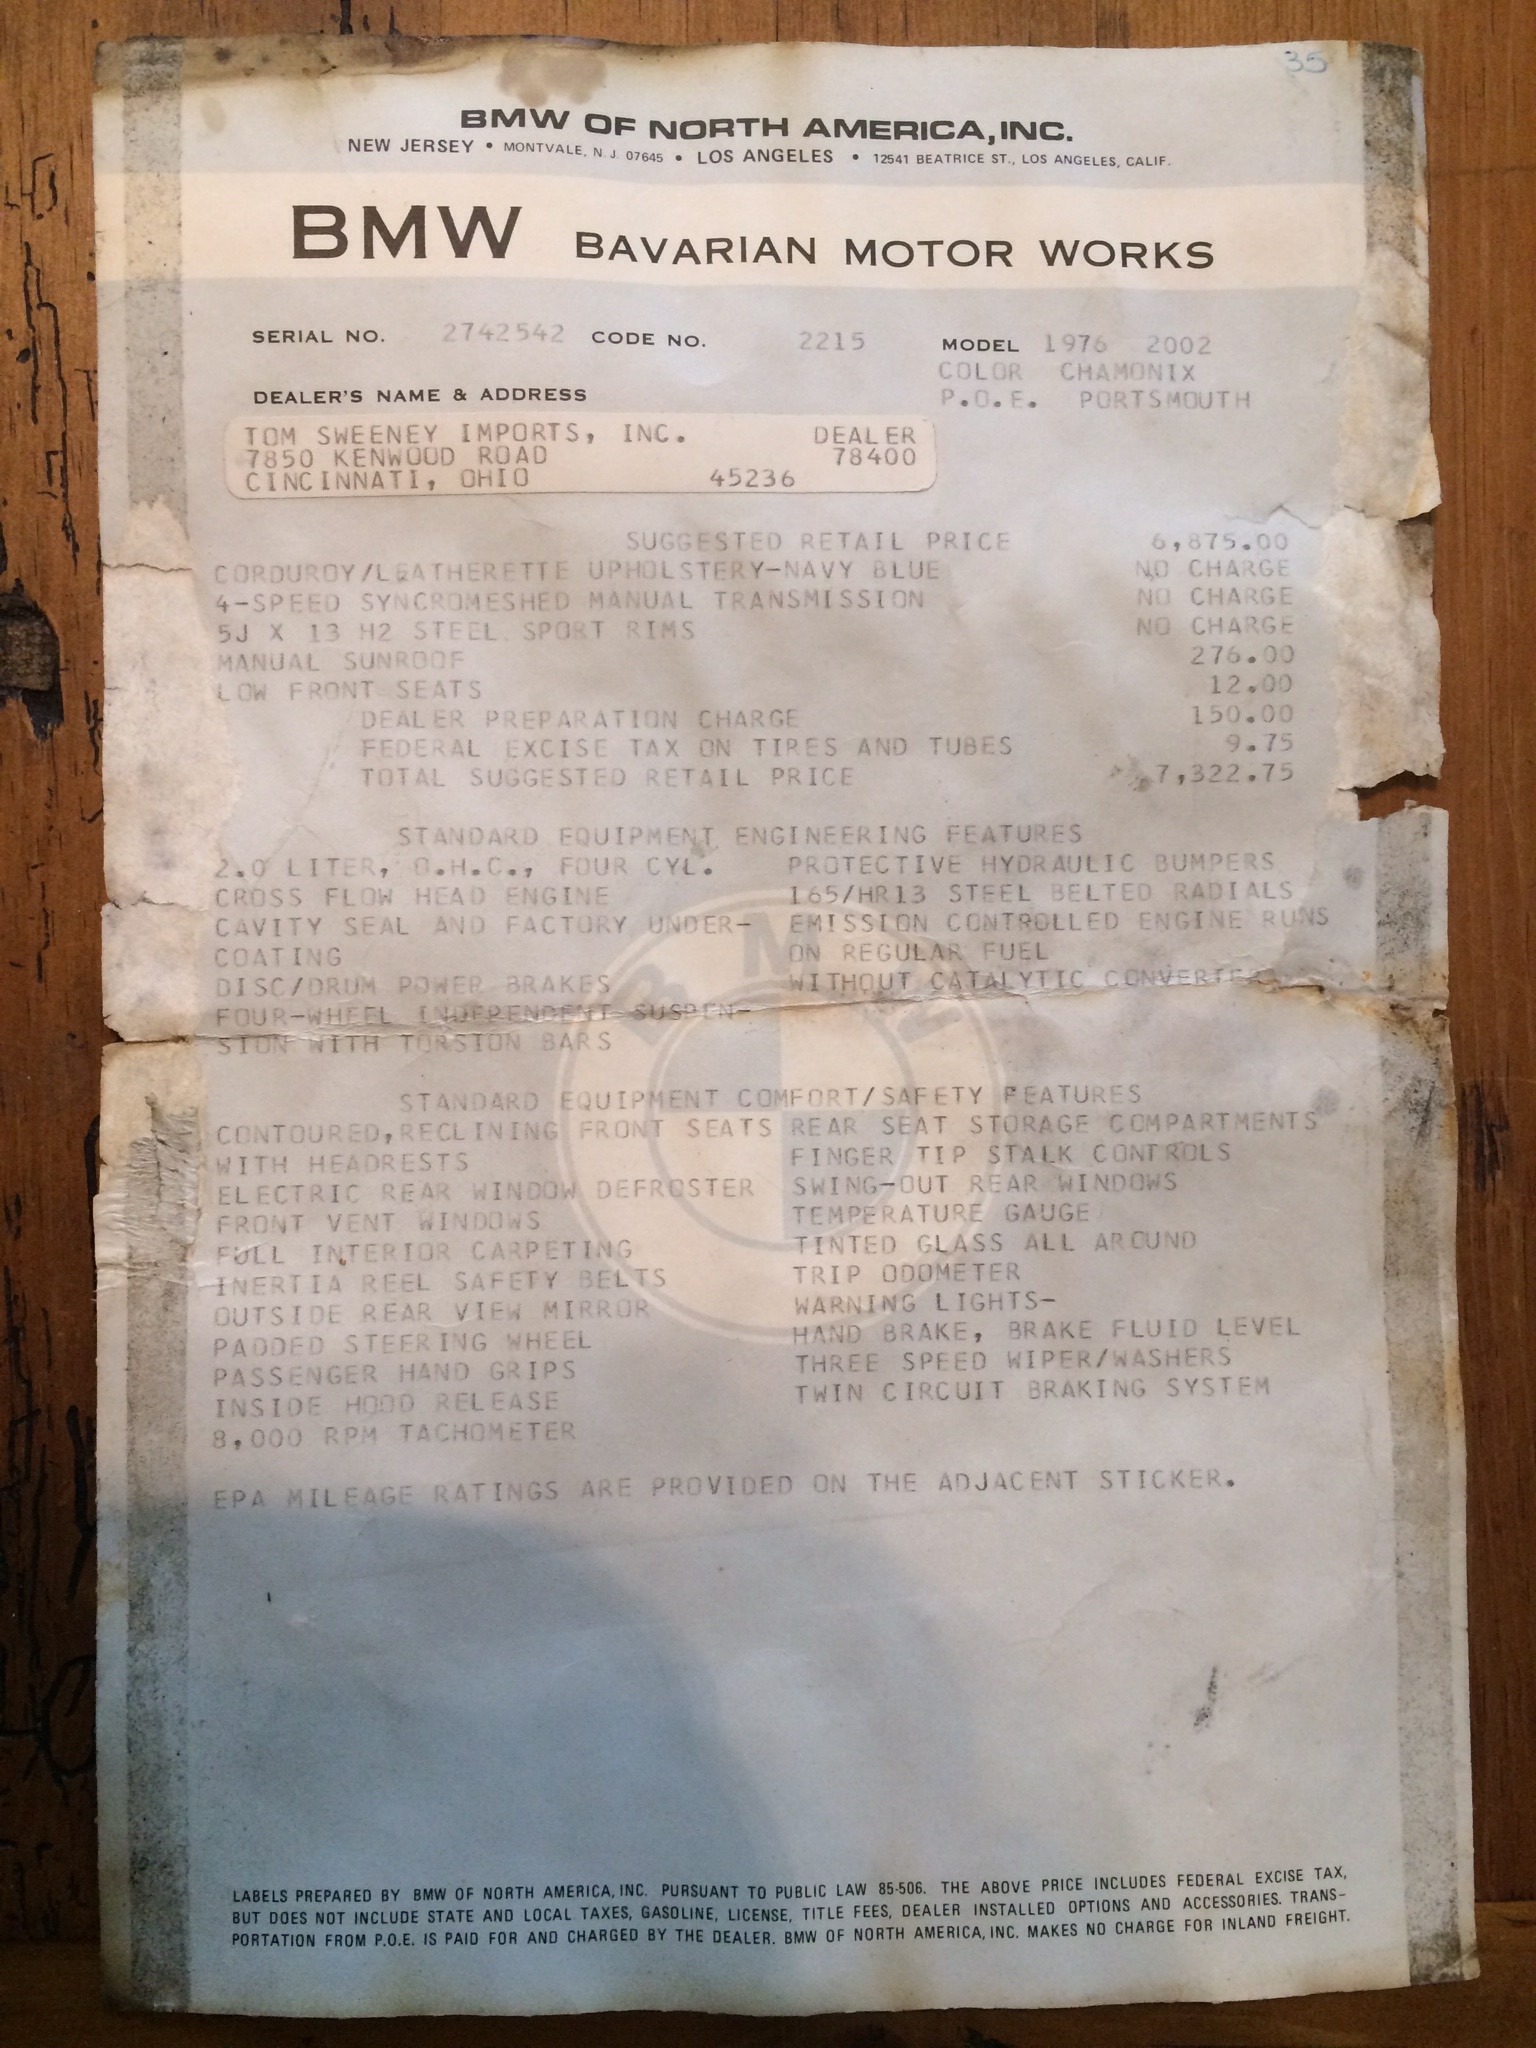 35
BMW OF NORTH AMERICA, INC.
NEW JERSEY • MONTVALE, N. J. 07645 • LOS ANGELES • 12541 BEATRICE ST., LOS ANGELES, CALIF.
BMW BAVARIAN MOTOR WORKS
SERIAL NO. 2742542 CODE NO. 2215 MODEL 1976 2002
COLOR CHAMONIX
P.O.E. PORTSMOUTH
DEALER'S NAME & ADDRESS
TOM SWEENEY IMPORTS, INC. DEALER
7850 KENWOOD ROAD 78400
CINCINNATI, OHIO 45236
SUGGESTED RETAIL PRICE 6,875.00
CORDUROY/LEATHERETTE UPHOLSTERY-NAVY BLUE NO CHARGE
4-SPEED SYNCROMESHED MANUAL TRANSMISSION NO CHARGE
5J X 13 H2 STEEL SPORT RIMS NO CHARGE
MANUAL SUNROOF 276.00
LOW FRONT SEATS 12.00
DEALER PREPARATION CHARGE 150.00
FEDERAL EXCISE TAX ON TIRES AND TUBES 9.75
TOTAL SUGGESTED RETAIL PRICE 7,322.75
STANDARD EQUIPMENT ENGINEERING FEATURES
2.0 LITER, O.H.C., FOUR CYL.
CROSS FLOW HEAD ENGINE
CAVITY SEAL AND FACTORY UNDER-
COATING
DISC/DRUM POWER BRAKES
FOUR-WHEEL INDEPENDENT SUSPEN-
SION WITH TORSION BARS
PROTECTIVE HYDRAULIC BUMPERS
165/HR13 STEEL BELTED RADIALS
EMISSION CONTROLLED ENGINE RUNS
ON REGULAR FUEL
WITHOUT CATALYTIC CONVERTER
BMW
STANDARD EQUIPMENT COMFORT/SAFETY FEATURES
CONTOURED,RECLINING FRONT SEATS
WITH HEADRESTS
ELECTRIC REAR WINDOW DEFROSTER
FRONT VENT WINDOWS
FULL INTERIOR CARPETING
INERTIA REEL SAFETY BELTS
OUTSIDE REAR VIEW MIRROR
PADDED STEERING WHEEL
PASSENGER HAND GRIPS
INSIDE HOOD RELEASE
8,000 RPM TACHOMETER
REAR SEAT STORAGE COMPARTMENTS
FINGER TIP STALK CONTROLS
SWING-OUT REAR WINDOWS
TEMPERATURE GAUGE
TINTED GLASS ALL AROUND
TRIP ODOMETER
WARNING LIGHTS-
HAND BRAKE, BRAKE FLUID LEVEL
THREE SPEED WIPER/WASHERS
TWIN CIRCUIT BRAKING SYSTEM
EPA MILEAGE RATINGS ARE PROVIDED ON THE ADJACENT STICKER.
LABELS PREPARED BY BMW OF NORTH AMERICA, INC. PURSUANT TO PUBLIC LAW 85-506. THE ABOVE PRICE INCLUDES FEDERAL EXCISE TAX,
BUT DOES NOT INCLUDE STATE AND LOCAL TAXES, GASOLINE, LICENSE, TITLE FEES, DEALER INSTALLED OPTIONS AND ACCESSORIES. TRANS-
PORTATION FROM P.O.E. IS PAID FOR AND CHARGED BY THE DEALER. BMW OF NORTH AMERICA, INC. MAKES NO CHARGE FOR INLAND FREIGHT.